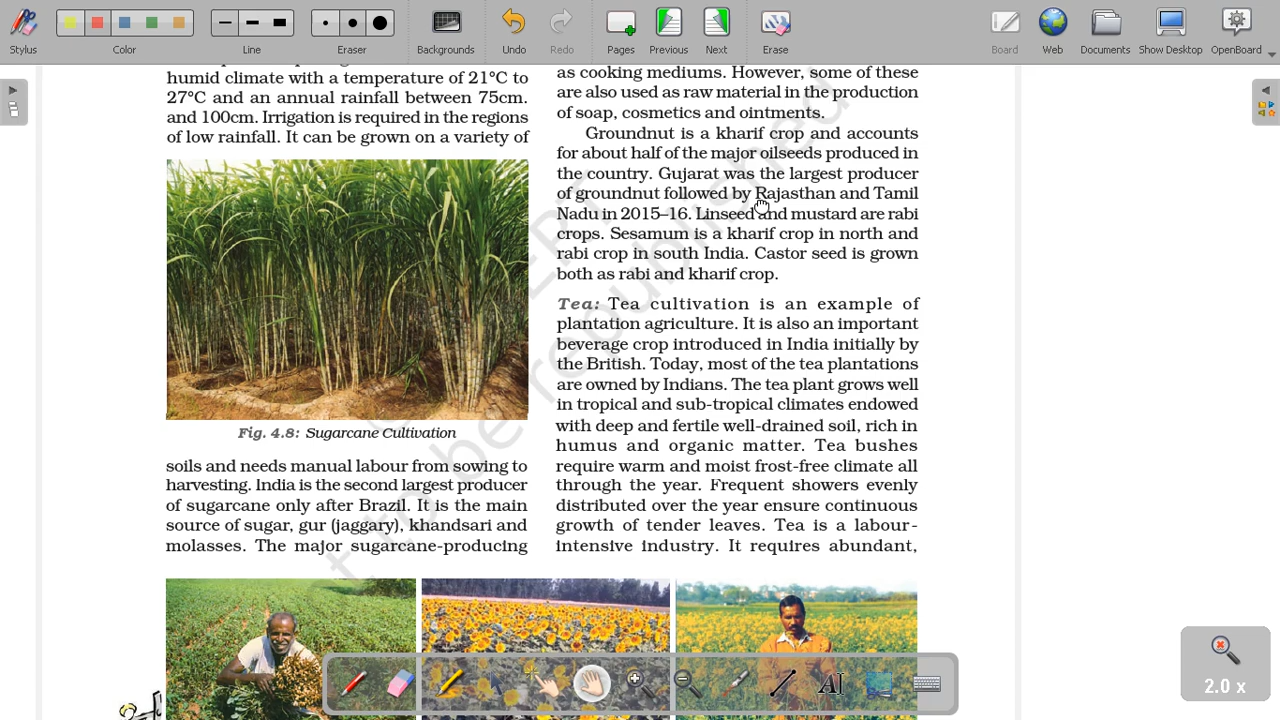 Stylus
Color
Line
Eraser
Backgrounds
Undo
Redo
Pages
Previous
Next
Erase
Board
Web
Documents
Show Desktop
OpenBoard
humid climate with a temperature of 21°C to
27°C and an annual rainfall between 75cm.
and 100cm. Irrigation is required in the regions
of low rainfall. It can be grown on a variety of
Fig. 4.8: Sugarcane Cultivation
soils and needs manual labour from sowing to
harvesting. India is the second largest producer
of sugarcane only after Brazil. It is the main
source of sugar, gur (jaggary), khandsari and
molasses. The major sugarcane-producing
as cooking mediums. However, some of these
are also used as raw material in the production
of soap, cosmetics and ointments.
Groundnut is a kharif crop and accounts
for about half of the major oilseeds produced in
the country. Gujarat was the largest producer
of groundnut followed by Rajasthan and Tamil
Nadu in 2015–16. Linseed and mustard are rabi
crops. Sesamum is a kharif crop in north and
rabi crop in south India. Castor seed is grown
both as rabi and kharif crop.
Tea: Tea cultivation is an example of
plantation agriculture. It is also an important
beverage crop introduced in India initially by
the British. Today, most of the tea plantations
are owned by Indians. The tea plant grows well
in tropical and sub-tropical climates endowed
with deep and fertile well-drained soil, rich in
humus and organic matter. Tea bushes
require warm and moist frost-free climate all
through the year. Frequent showers evenly
distributed over the year ensure continuous
growth of tender leaves. Tea is a labour-
intensive industry. It requires abundant,
AI
2.0 x